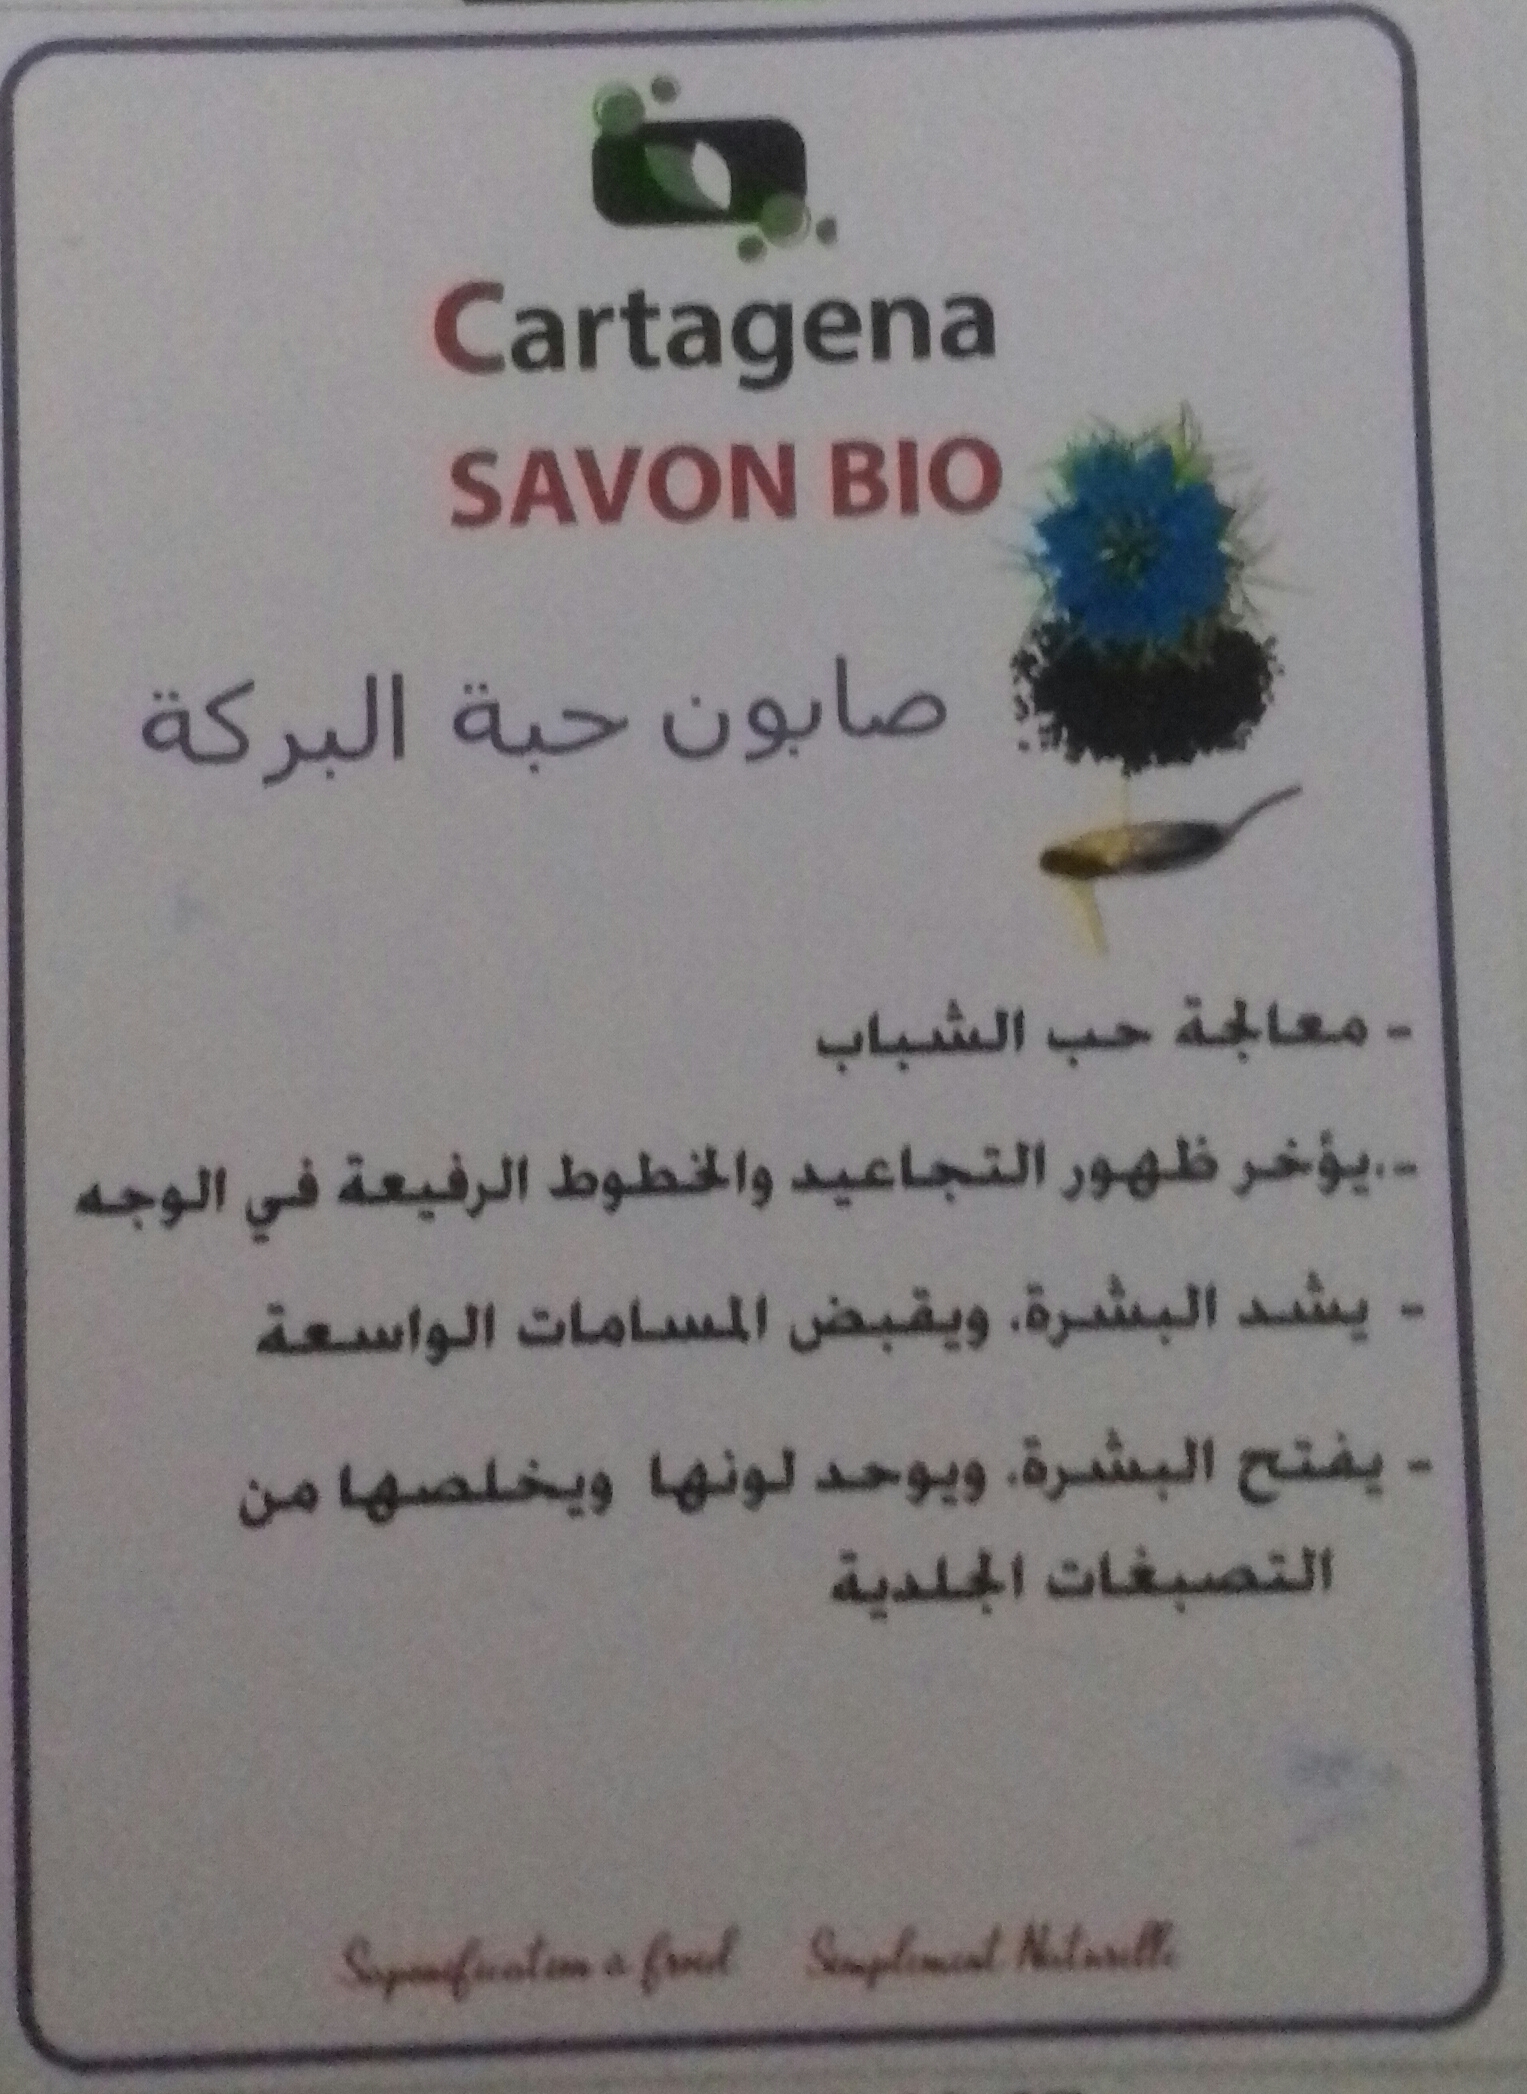 Cartagena
SAVON BIO
صابون حبة البركة
- معالجة حب الشباب
-.يؤخر ظهور التجاعيد والخطوط الرفيعة في الوجه
- يشد البشرة، ويقبض المسامات الواسعة
- يفتح البشرة، ويوحد لونها ويخلصها من
التصبغات الجلدية
Saponification a froid Simplement Naturelle